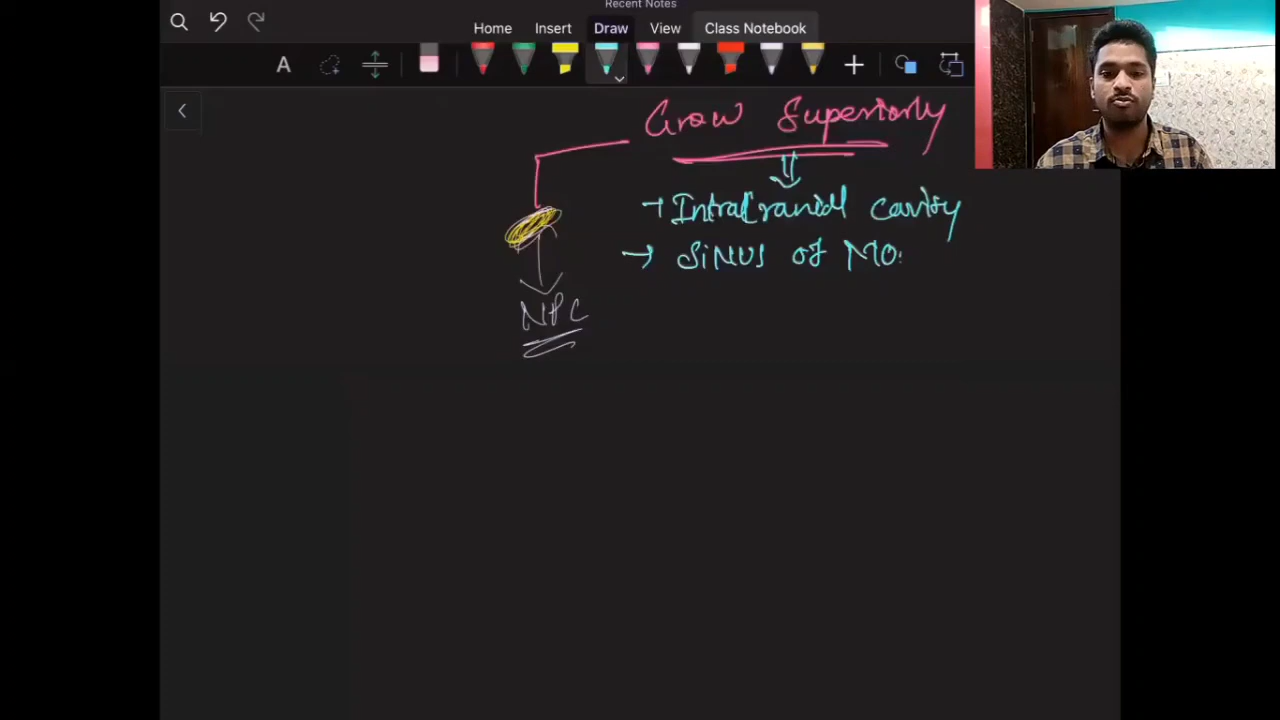 Recent Notes
Home Insert Draw View Class Notebook
A
Grow Superiorly
→ Intracranial cavity
→ SiNUS of MO
NPC